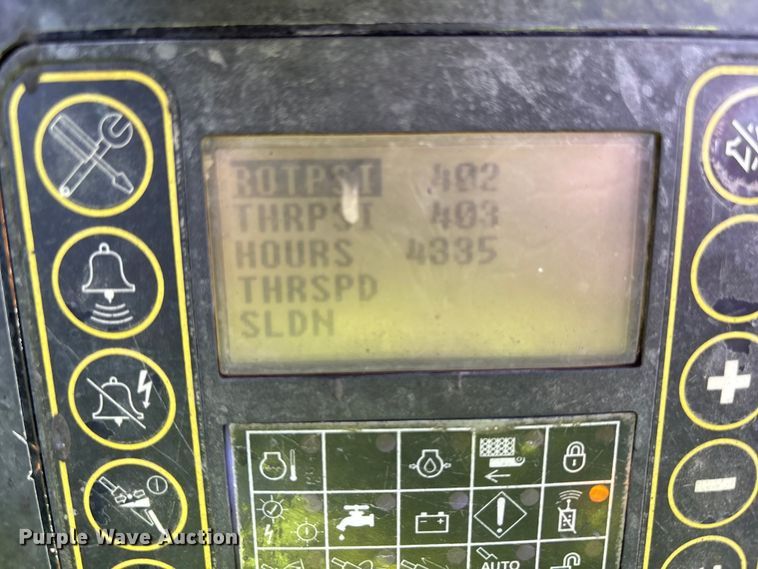 ROTPSI 402
THRPSI 403
HOURS 4335
THRSPD
SLDN
AUTO
Purple Wave Auction